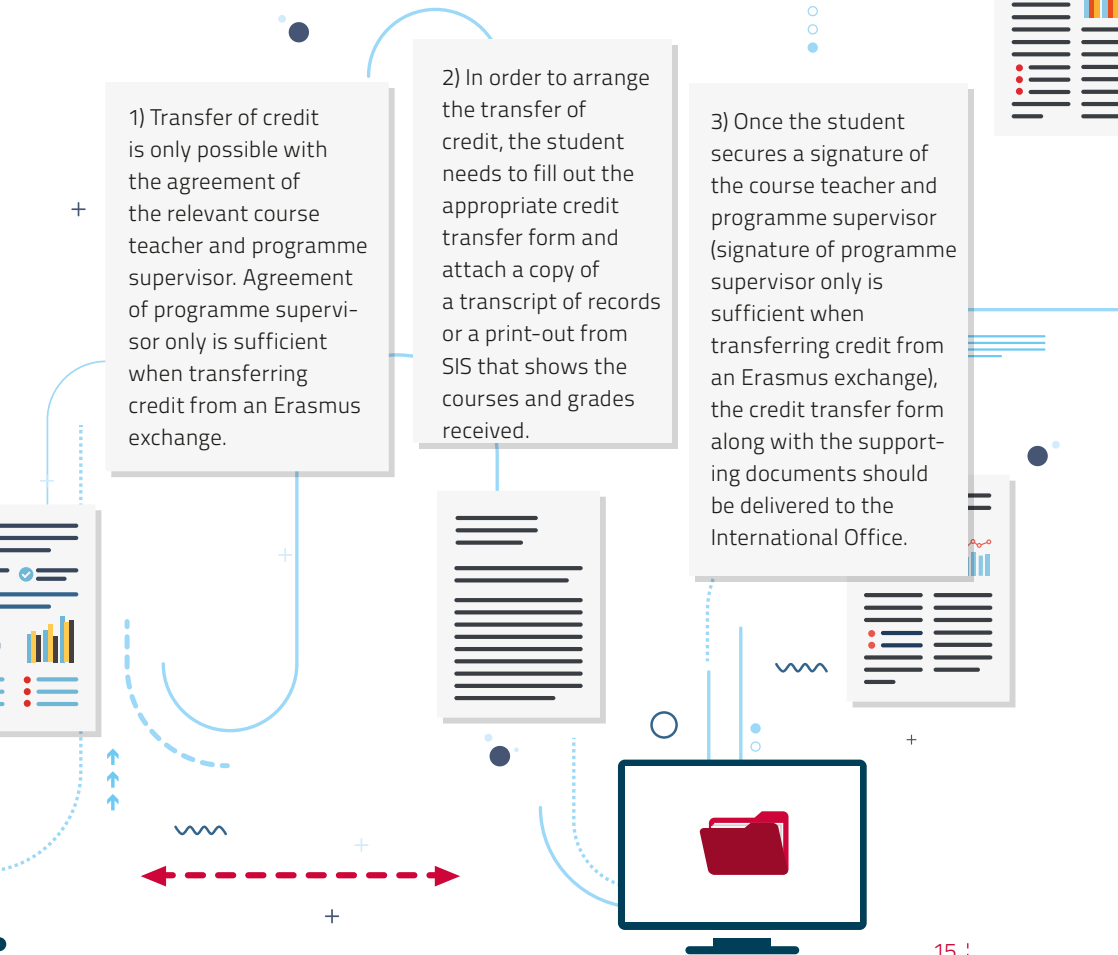 1) Transfer of credit
is only possible with
the agreement of
the relevant course
teacher and programme
supervisor. Agreement
of programme supervi-
sor only is sufficient
when transferring
credit from an Erasmus
exchange.
2) In order to arrange
the transfer of
credit, the student
needs to fill out the
appropriate credit
transfer form and
attach a copy of
a transcript of records
or a print-out from
SIS that shows the
courses and grades
received.
3) Once the student
secures a signature of
the course teacher and
programme supervisor
(signature of programme
supervisor only is
sufficient when
transferring credit from
an Erasmus exchange),
the credit transfer form
along with the support-
ing documents should
be delivered to the
International Office.
15